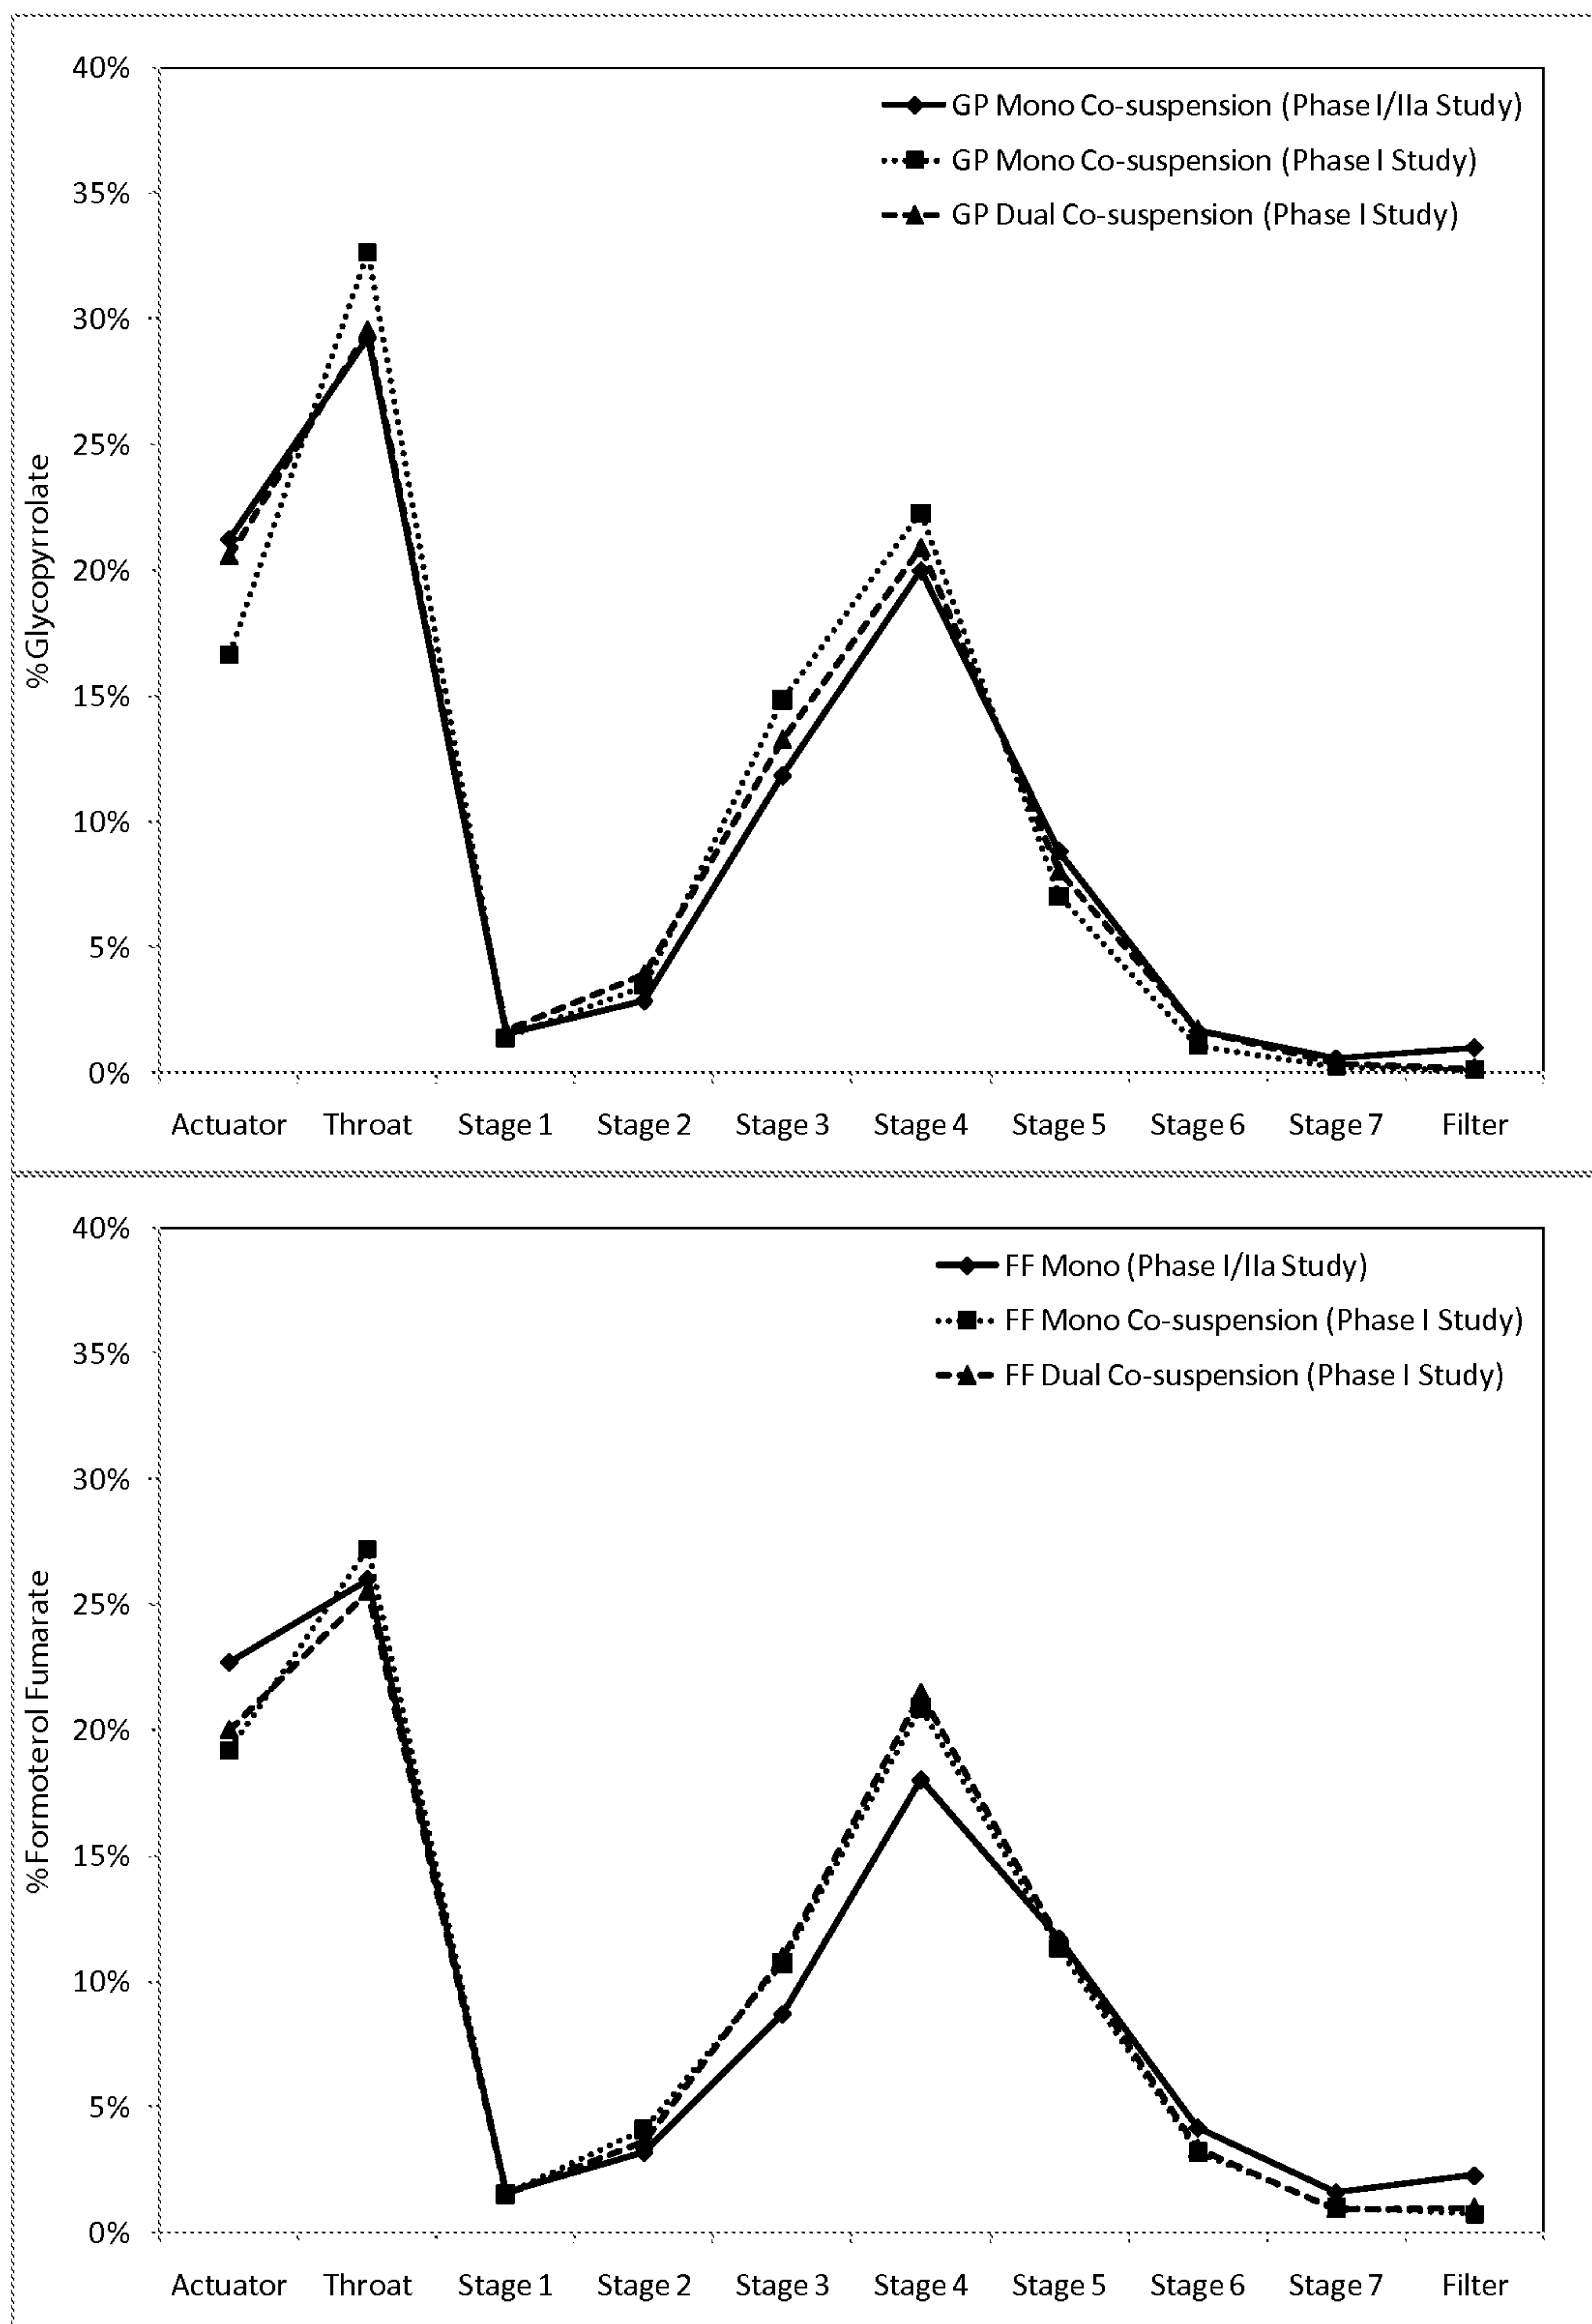 40%
GP Mono Co-suspension (Phase I/IIa Study)
35%
GP Mono Co-suspension (Phase I Study)
GP Dual Co-suspension (Phase I Study)
30%
25%
20%
15%
10%
5%
0%
%Glycopyrrolate
Actuator Throat Stage 1 Stage 2 Stage 3 Stage 4 Stage 5 Stage 6 Stage 7 Filter
40%
FF Mono (Phase I/IIa Study)
FF Mono Co-suspension (Phase I Study)
35%
FF Dual Co-suspension (Phase I Study)
30%
25%
20%
15%
10%
5%
0%
%Formoterol Fumarate
Actuator Throat Stage 1 Stage 2 Stage 3 Stage 4 Stage 5 Stage 6 Stage 7 Filter